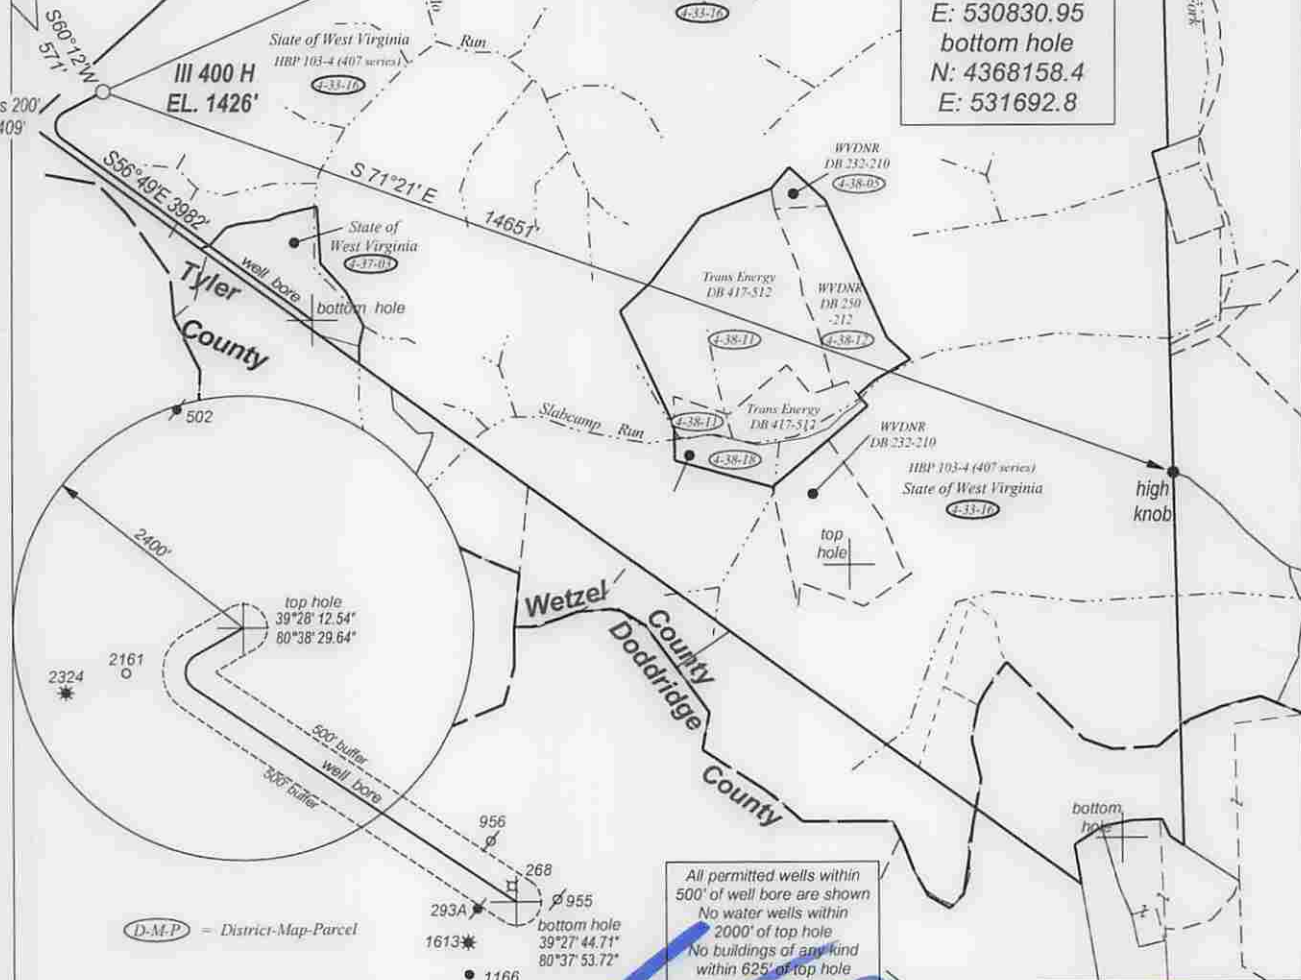 4-33-16
E: 530830.95
bottom hole
N: 4368158.4
E: 531692.8
S60°12'W
571'
State of West Virginia
HBP 103-4 (407 series)
4-33-16
Run
III 400 H
EL. 1426'
s 200'
409'
S56°49'E 3982'
S 71°21' E
14651'
WVDNR
DB 232-210
4-38-05
State of
West Virginia
4-37-03
Tyler
County
well bore
bottom hole
Trans Energy
DB 417-512
4-38-11
WVDNR
DB 250
-212
4-38-12
502
Slabcamp Run
4-38-11
Trans Energy
DB 417-512
4-38-18
WVDNR
DB 232-210
HBP 103-4 (407 series)
State of West Virginia
4-33-16
high
knob
top
hole
2400'
top hole
39°28' 12.54"
80°38' 29.64"
2161
2324
Wetzel
County
Doddridge
County
500' buffer
well bore
500' buffer
956
268
955
293A
1613
1166
bottom hole
39°27' 44.71"
80°37' 53.72"
bottom
hole
D-M-P = District-Map-Parcel
All permitted wells within
500' of well bore are shown
No water wells within
2000' of top hole
No buildings of any kind
within 625' of top hole